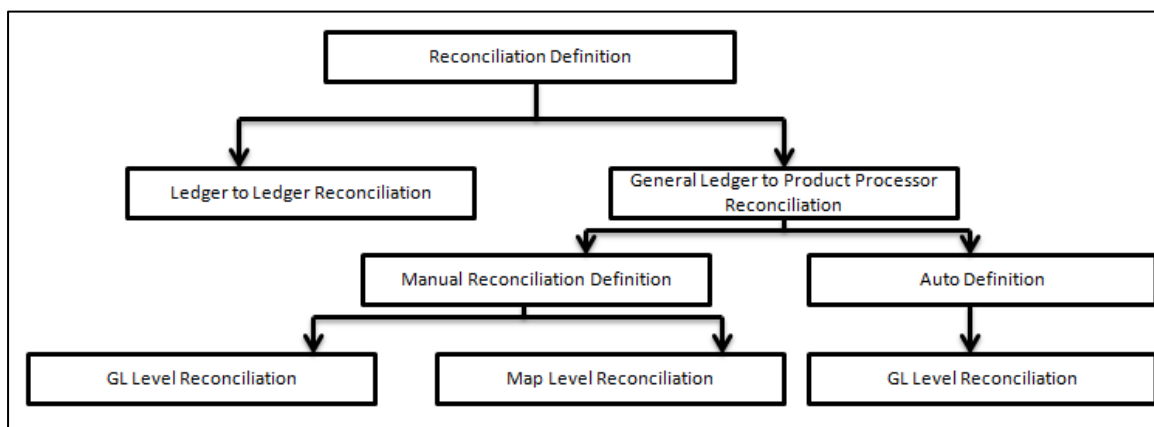 Reconciliation Definition
Ledger to Ledger Reconciliation
General Ledger to Product Processor
Reconciliation
Manual Reconciliation Definition
Auto Definition
GL Level Reconciliation
Map Level Reconciliation
GL Level Reconciliation